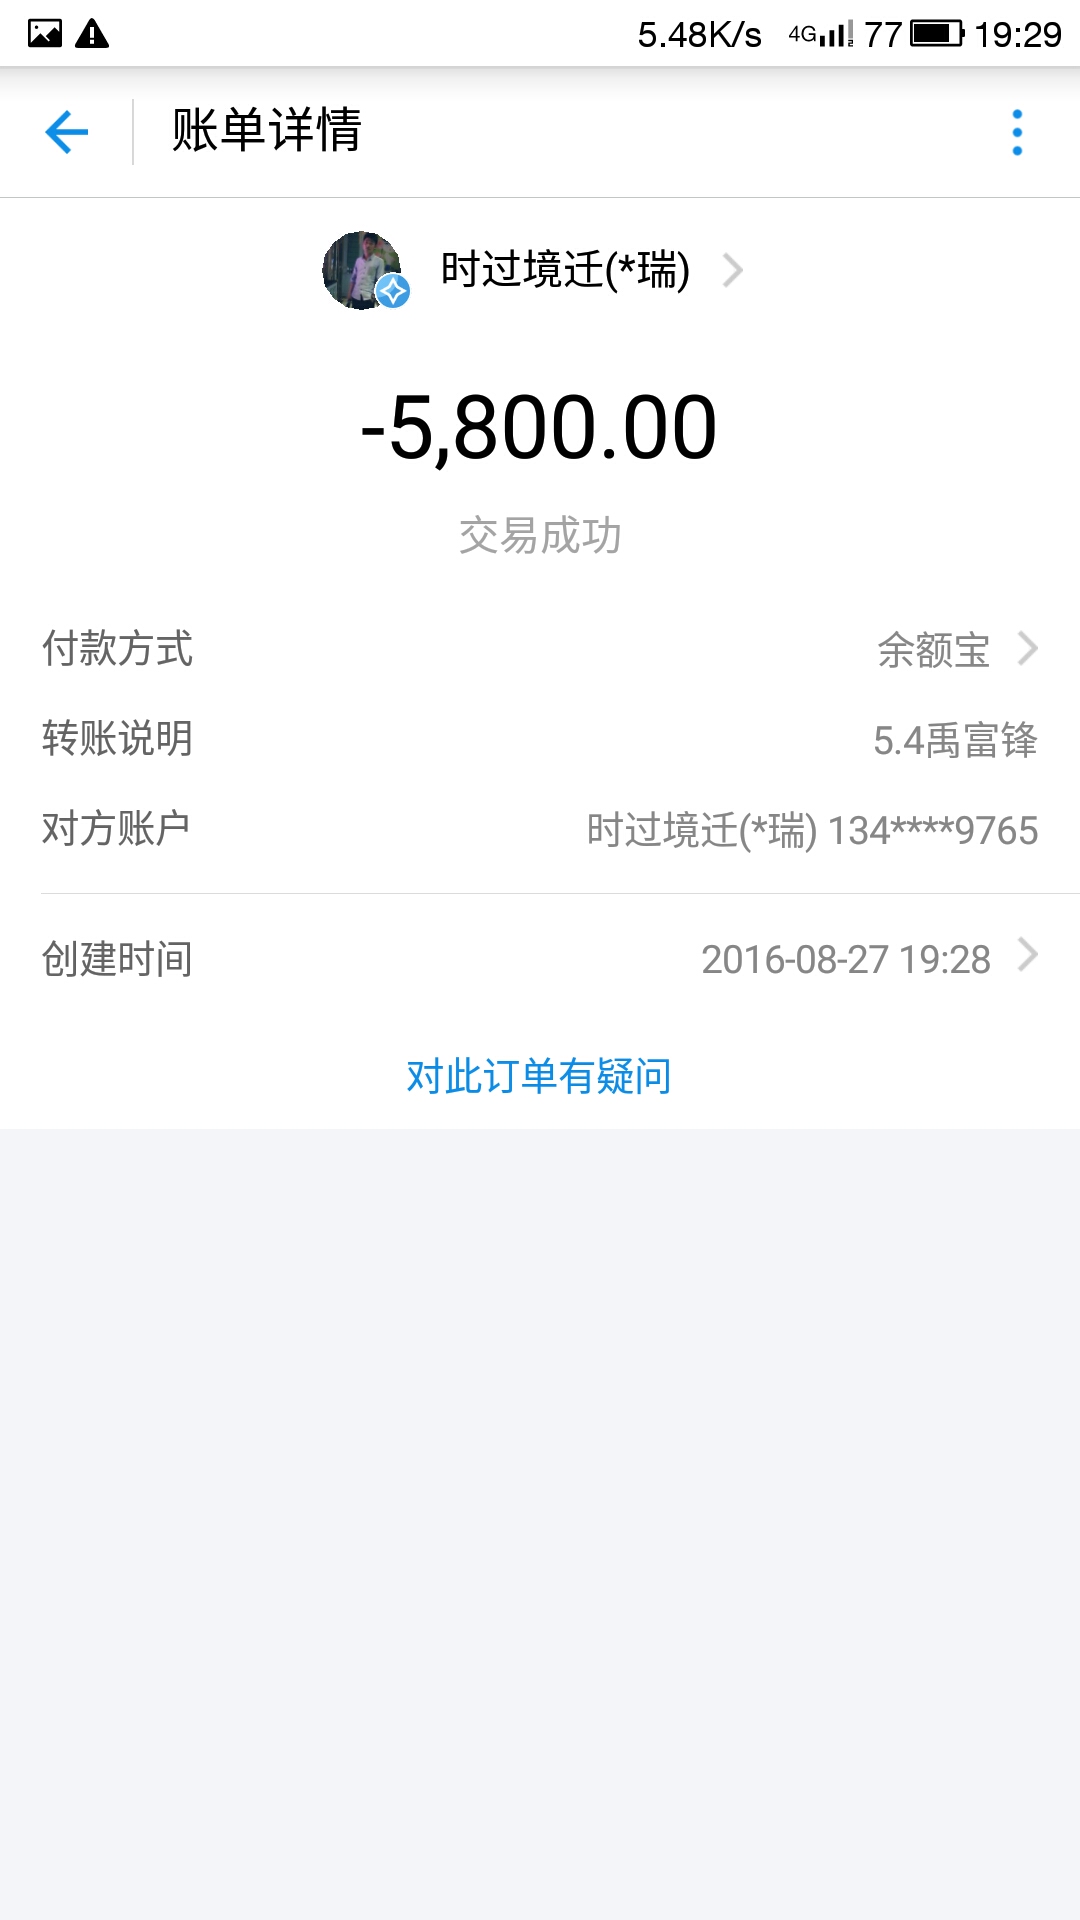 5.48K/s 4G 77 19:29
账单详情
时过境迁(*瑞)
-5,800.00
交易成功
付款方式 余额宝
转账说明 5.4禹富锋
对方账户 时过境迁(*瑞) 134****9765
创建时间 2016-08-27 19:28
对此订单有疑问